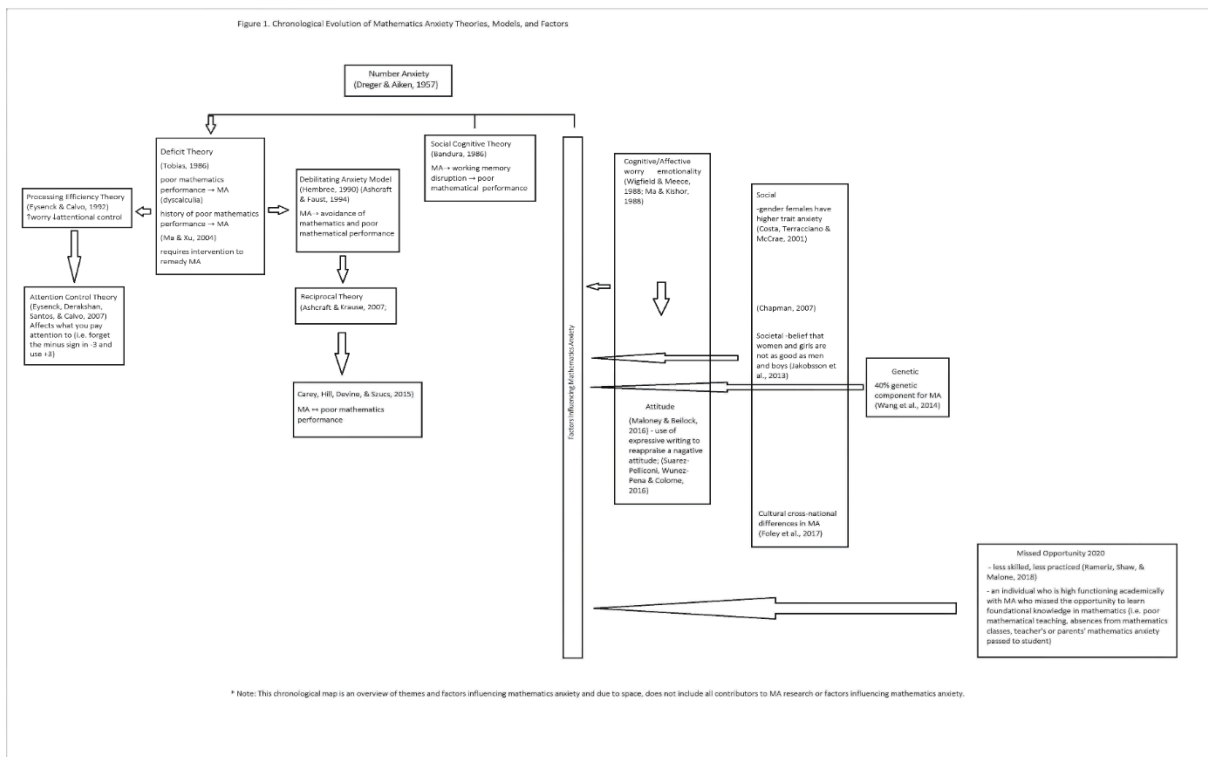 Figure 1. Chronological Evolution of Mathematics Anxiety Theories, Models, and Factors
Number Anxiety
(Dreger & Aiken, 1957)
Deficit Theory
(Tobias, 1986)
poor mathematics
performance → MA
(dyscalculia)
history of poor mathematics
performance → MA
(Ma & Xu, 2004)
requires intervention to
remedy MA
Processing Efficiency Theory
(Eysenck & Calvo, 1992)
↑worry ↓attentional control
Attention Control Theory
(Eysenck, Derakshan,
Santos, & Calvo, 2007)
Affects what you pay
attention to (i.e. forget
the minus sign in -3 and
use +3)
Debilitating Anxiety Model
(Hembree, 1990) (Ashcraft
& Faust, 1994)
MA→ avoidance of
mathematics and poor
mathematical performance
Reciprocal Theory
(Ashcraft & Krause, 2007;
Carey, Hill, Devine, & Szucs, 2015)
MA ↔ poor mathematics
performance
Social Cognitive Theory
(Bandura, 1986)
MA→ working memory
disruption → poor
mathematical performance
Factors Influencing Mathematics Anxiety
Cognitive/Affective
worry emotionality
(Wigfield & Meece,
1988; Ma & Kishor,
1988)
Attitude
(Maloney & Beilock,
2016) - use of
expressive writing to
reappraise a nagative
attitude; (Suarez-
Pelliconi, Wunez-
Pena & Colome,
2016)
Social
-gender females have
higher trait anxiety
(Costa, Terracciano &
McCrae, 2001)
(Chapman, 2007)
Societal -belief that
women and girls are
not as good as men
and boys (Jakobsson et
al., 2013)
Cultural cross-national
differences in MA
(Foley et al., 2017)
Genetic
40% genetic
component for MA
(Wang et al., 2014)
Missed Opportunity 2020
- less skilled, less practiced (Rameriz, Shaw, &
Malone, 2018)
- an individual who is high functioning academically
with MA who missed the opportunity to learn
foundational knowledge in mathematics (i.e. poor
mathematical teaching, absences from mathematics
classes, teacher's or parents' mathematics anxiety
passed to student)
* Note: This chronological map is an overview of themes and factors influencing mathematics anxiety and due to space, does not include all contributors to MA research or factors influencing mathematics anxiety.